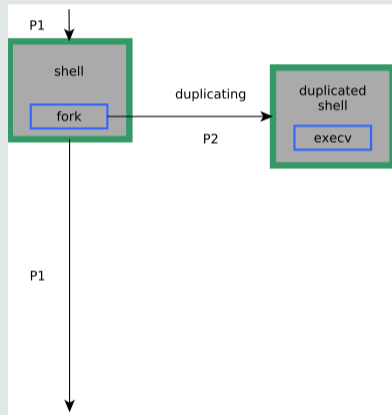 P1
shell
fork
duplicating
P2
duplicated
shell
execv
P1